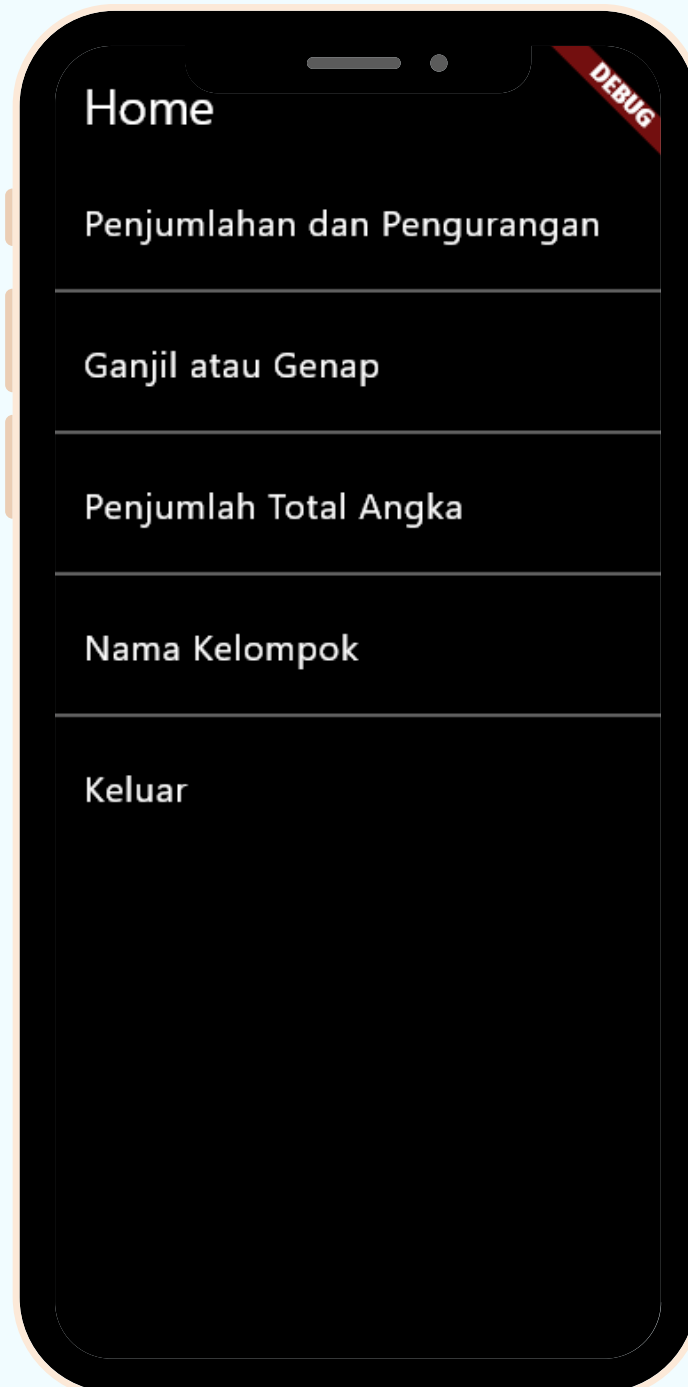 DEBUG
Home
Penjumlahan dan Pengurangan
Ganjil atau Genap
Penjumlah Total Angka
Nama Kelompok
Keluar